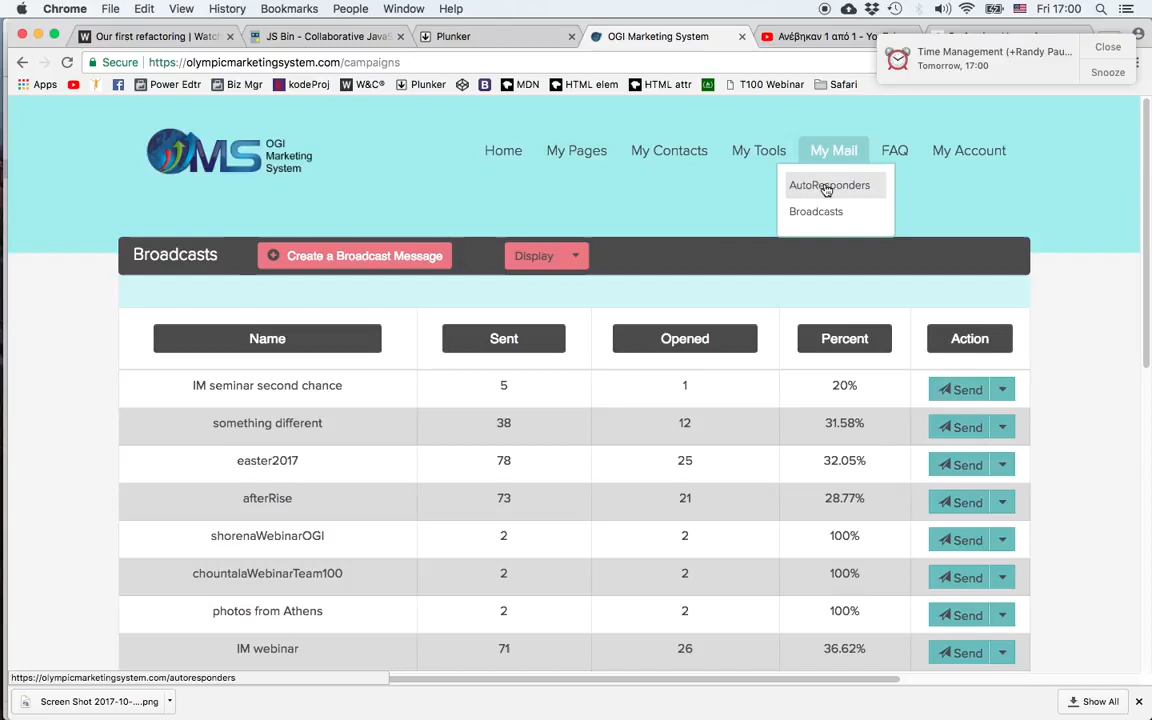 Chrome File Edit View History Bookmarks People Window Help Fri 17:00
Our first refactoring | Watch
JS Bin - Collaborative JavaS
Plunker
OGI Marketing System
Ανέβηκαν 1 από 1 - Yo
Time Management (+Randy Pau...
Tomorrow, 17:00
Close
Snooze
Secure https://olympicmarketingsystem.com/campaigns
Apps Power Edtr Biz Mgr kodeProj W&C® Plunker MDN HTML elem HTML attr T100 Webinar Safari
OMS OGI Marketing System
Home My Pages My Contacts My Tools My Mail FAQ My Account
AutoResponders
Broadcasts
Broadcasts Create a Broadcast Message Display
Name Sent Opened Percent Action
IM seminar second chance 5 1 20% Send
something different 38 12 31.58% Send
easter2017 78 25 32.05% Send
afterRise 73 21 28.77% Send
shorenaWebinarOGI 2 2 100% Send
chountalaWebinarTeam100 2 2 100% Send
photos from Athens 2 2 100% Send
IM webinar 71 26 36.62% Send
https://olympicmarketingsystem.com/autoresponders
Screen Shot 2017-10-....png
Show All